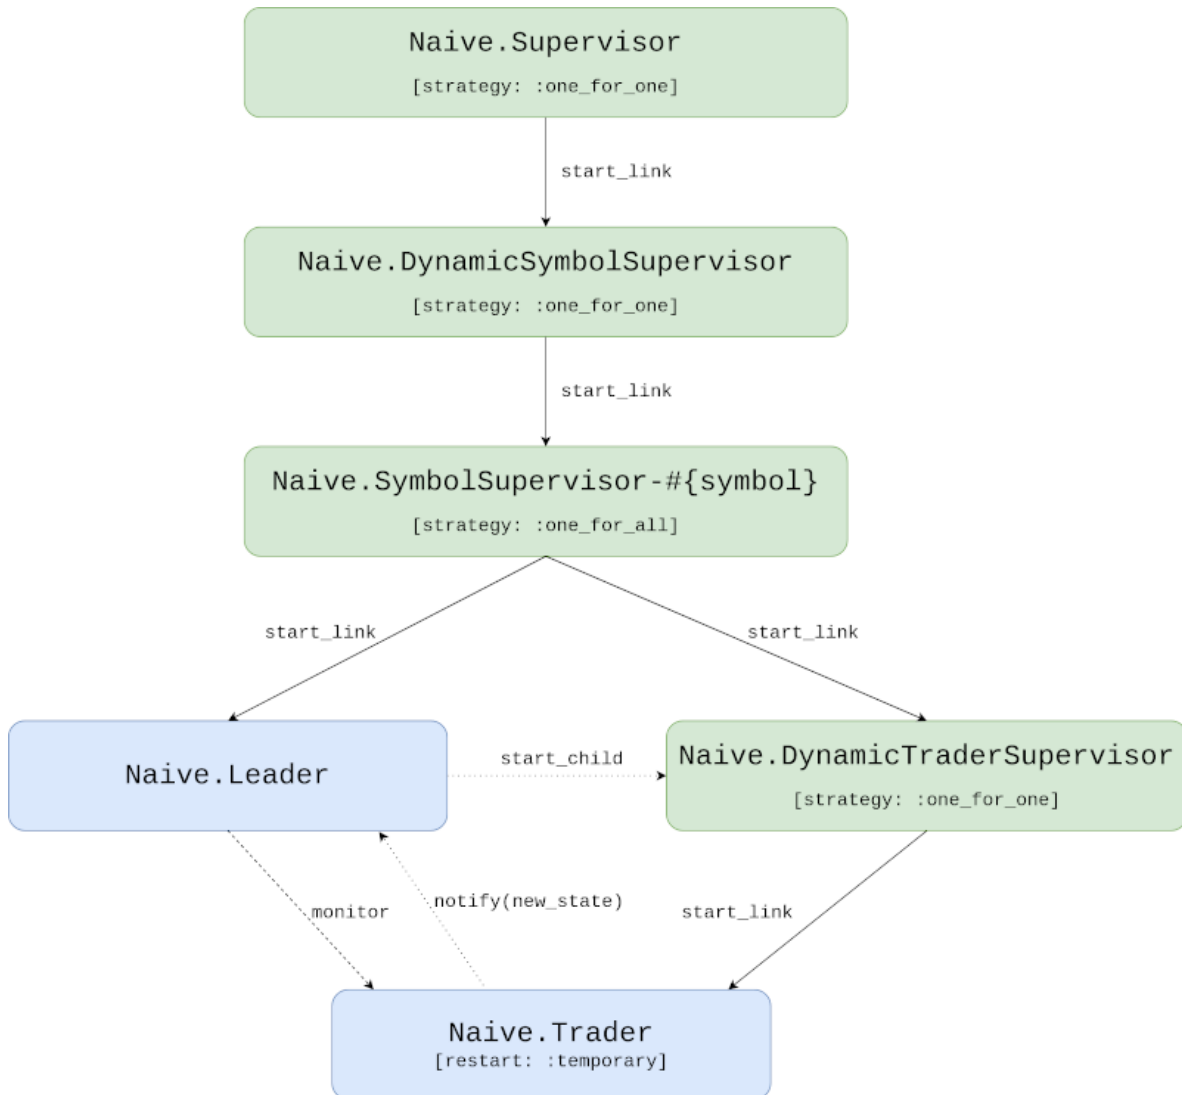 Naive.Supervisor
[strategy: :one_for_one]
start_link
Naive.DynamicSymbolSupervisor
[strategy: :one_for_one]
start_link
Naive.SymbolSupervisor-#{symbol}
[strategy: :one_for_all]
start_link
start_link
Naive.Leader
start_child
Naive.DynamicTraderSupervisor
[strategy: :one_for_one]
monitor
notify(new_state)
start_link
Naive.Trader
[restart: :temporary]